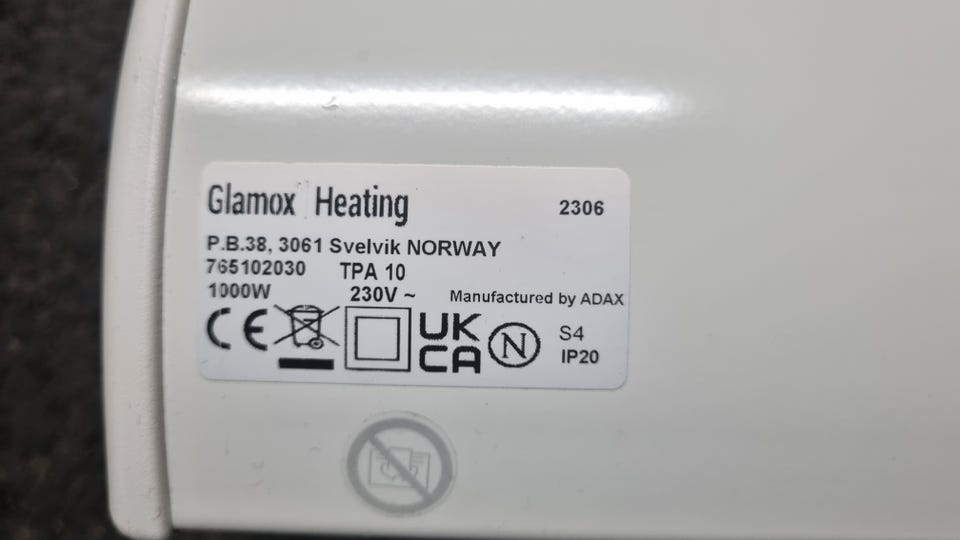 Glamox Heating 2306
P.B.38, 3061 Svelvik NORWAY
765102030 TPA 10
1000W 230V ~ Manufactured by ADAX
CE UK CA N S4
IP20